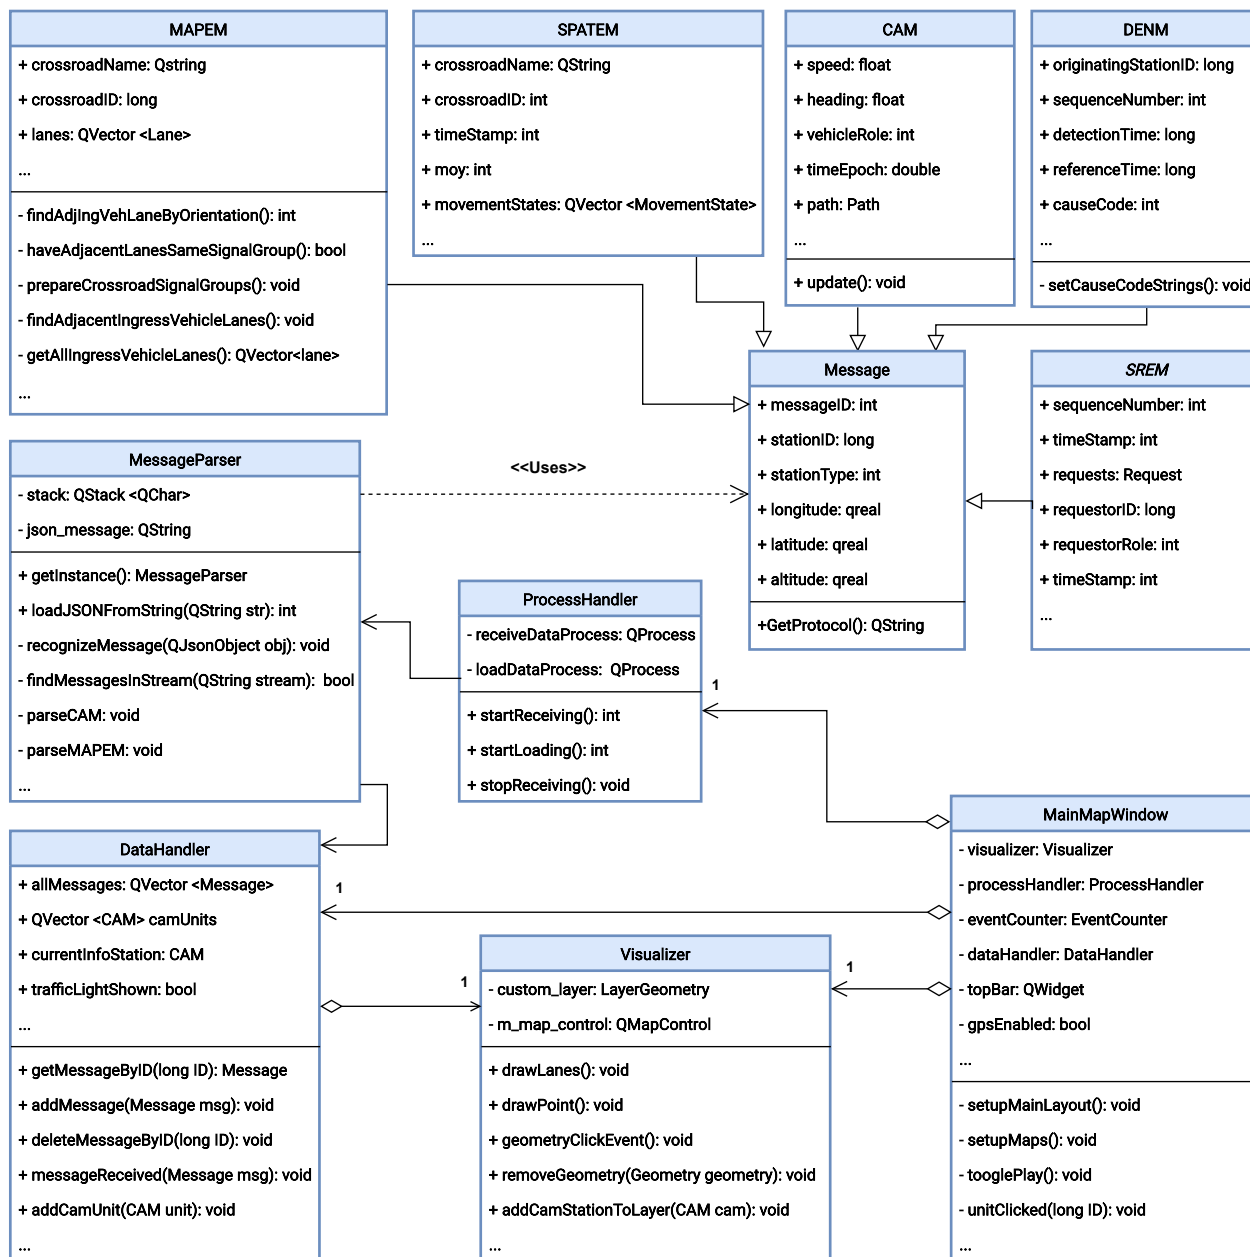 MAPEM
+ crossroadName: Qstring
+ crossroadID: long
+ lanes: QVector <Lane>
...
- findAdjIngVehLaneByOrientation(): int
- haveAdjacentLanesSameSignalGroup(): bool
- prepareCrossroadSignalGroups(): void
- findAdjacentIngressVehicleLanes(): void
- getAllIngressVehicleLanes(): QVector<lane>
...
SPATEM
+ crossroadName: QString
+ crossroadID: int
+ timeStamp: int
+ moy: int
+ movementStates: QVector <MovementState>
...
CAM
+ speed: float
+ heading: float
+ vehicleRole: int
+ timeEpoch: double
+ path: Path
...
+ update(): void
DENM
+ originatingStationID: long
+ sequenceNumber: int
+ detectionTime: long
+ referenceTime: long
+ causeCode: int
...
- setCauseCodeStrings(): void
Message
+ messageID: int
+ stationID: long
+ stationType: int
+ longitude: qreal
+ latitude: qreal
+ altitude: qreal
+GetProtocol(): QString
SREM
+ sequenceNumber: int
+ timeStamp: int
+ requests: Request
+ requestorID: long
+ requestorRole: int
+ timeStamp: int
...
MessageParser
- stack: QStack <QChar>
- json_message: QString
+ getInstance(): MessageParser
+ loadJSONFromString(QString str): int
- recognizeMessage(QJsonObject obj): void
- findMessagesInStream(QString stream): bool
- parseCAM: void
- parseMAPEM: void
...
<<Uses>>
ProcessHandler
- receiveDataProcess: QProcess
- loadDataProcess: QProcess
+ startReceiving(): int
+ startLoading(): int
+ stopReceiving(): void
1
DataHandler
+ allMessages: QVector <Message>
+ QVector <CAM> camUnits
+ currentInfoStation: CAM
+ trafficLightShown: bool
...
+ getMessageByID(long ID): Message
+ addMessage(Message msg): void
+ deleteMessageByID(long ID): void
+ messageReceived(Message msg): void
+ addCamUnit(CAM unit): void
...
1
1
Visualizer
- custom_layer: LayerGeometry
- m_map_control: QMapControl
+ drawLanes(): void
+ drawPoint(): void
+ geometryClickEvent(): void
+ removeGeometry(Geometry geometry): void
+ addCamStationToLayer(CAM cam): void
...
1
MainMapWindow
- visualizer: Visualizer
- processHandler: ProcessHandler
- eventCounter: EventCounter
- dataHandler: DataHandler
- topBar: QWidget
- gpsEnabled: bool
...
- setupMainLayout(): void
- setupMaps(): void
- tooglePlay(): void
- unitClicked(long ID): void
...